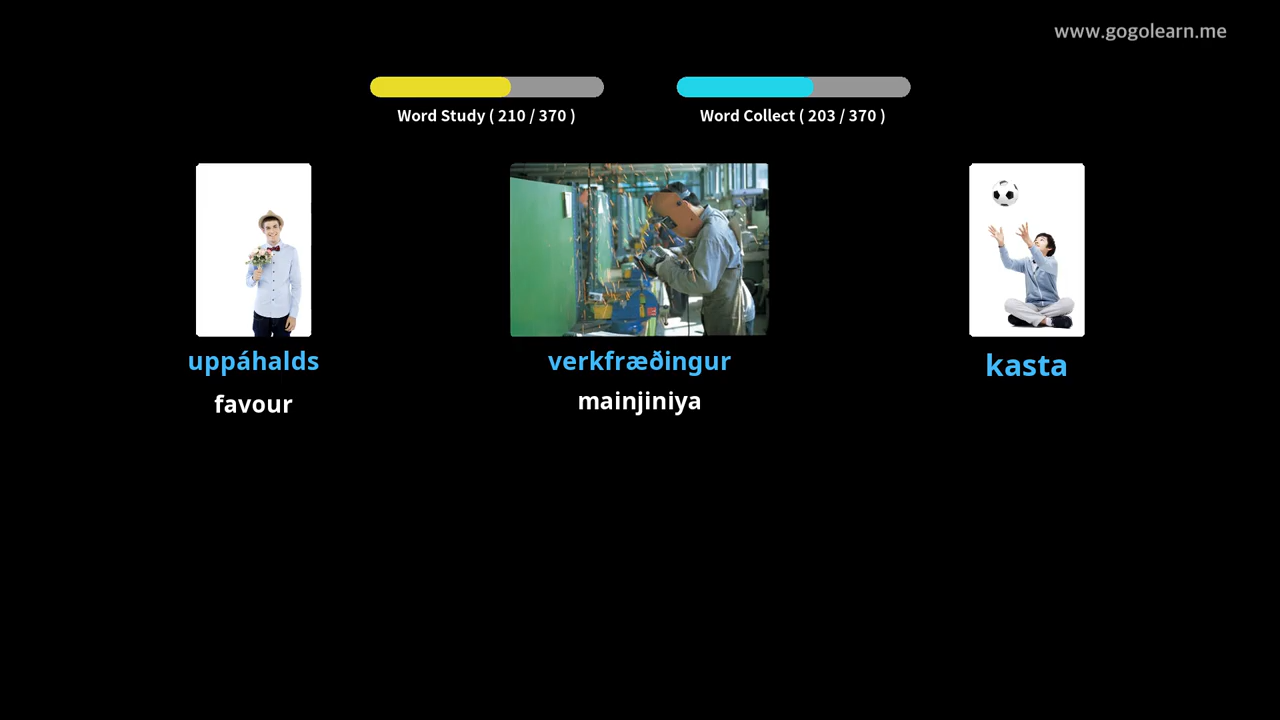 www.gogolearn.me
Word Study ( 210 / 370 )
Word Collect ( 203 / 370 )
uppáhalds
verkfræðingur
kasta
favour
mainjiniya